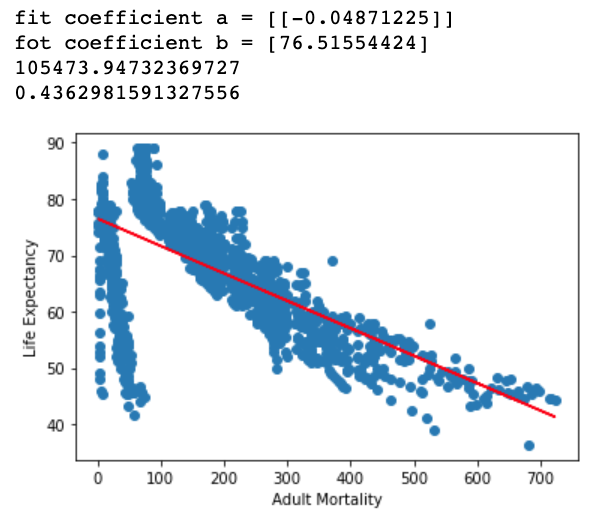 fit coefficient a = [[-0.04871225]]
fot coefficient b = [76.51554424]
105473.94732369727
0.4362981591327556
90
80
70
60
50
40
Life Expectancy
0 100 200 300 400 500 600 700
Adult Mortality